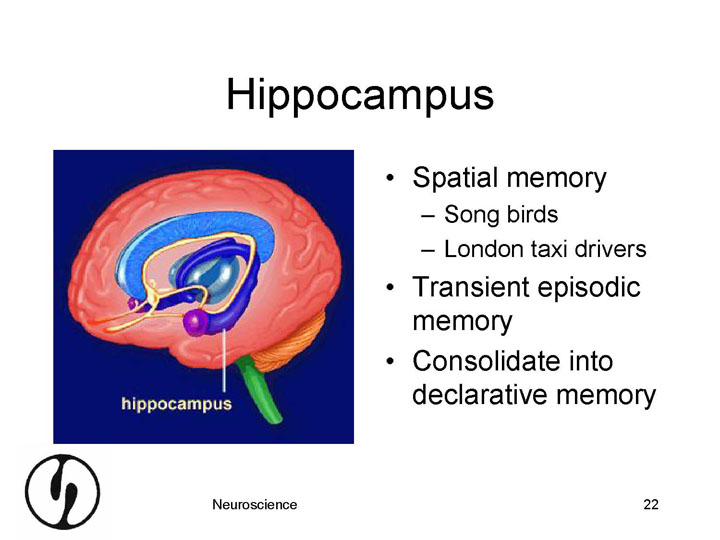 Hippocampus
• Spatial memory
– Song birds
– London taxi drivers
• Transient episodic
memory
• Consolidate into
declarative memory
hippocampus
Neuroscience
22